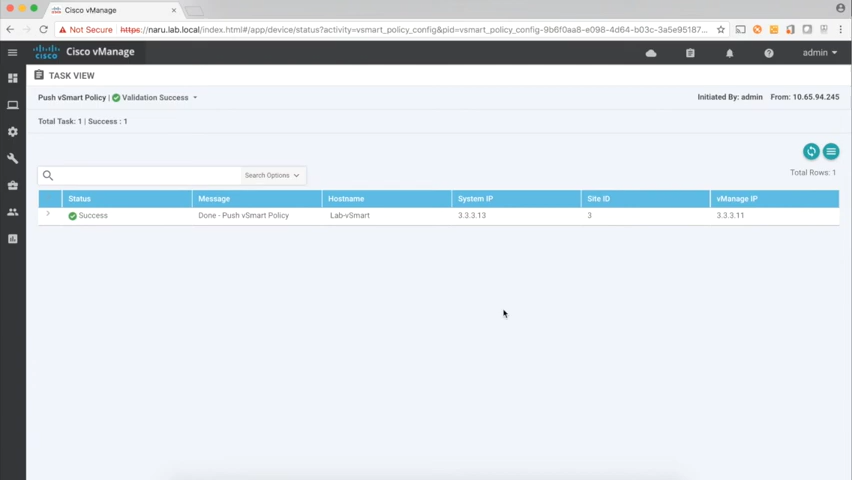 Cisco vManage
Not Secure https://naru.lab.local/index.html#/app/device/status?activity=vsmart_policy_config&pid=vsmart_policy_config-9b6f0aa8-e098-4d64-b03c-3a5e95187...
CISCO Cisco vManage admin
TASK VIEW
Push vSmart Policy | Validation Success Initiated By: admin From: 10.65.94.245
Total Task: 1 | Success : 1
Search Options Total Rows: 1
Status Message Hostname System IP Site ID vManage IP
Success Done - Push vSmart Policy Lab-vSmart 3.3.3.13 3 3.3.3.11